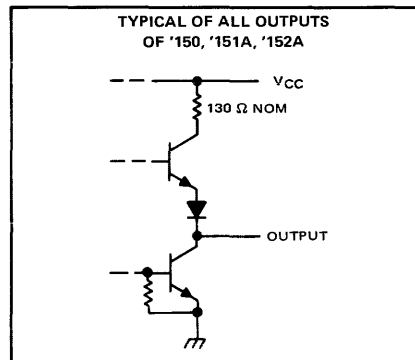 TYPICAL OF ALL OUTPUTS
OF '150, '151A, '152A
VCC
130 Ω NOM
OUTPUT